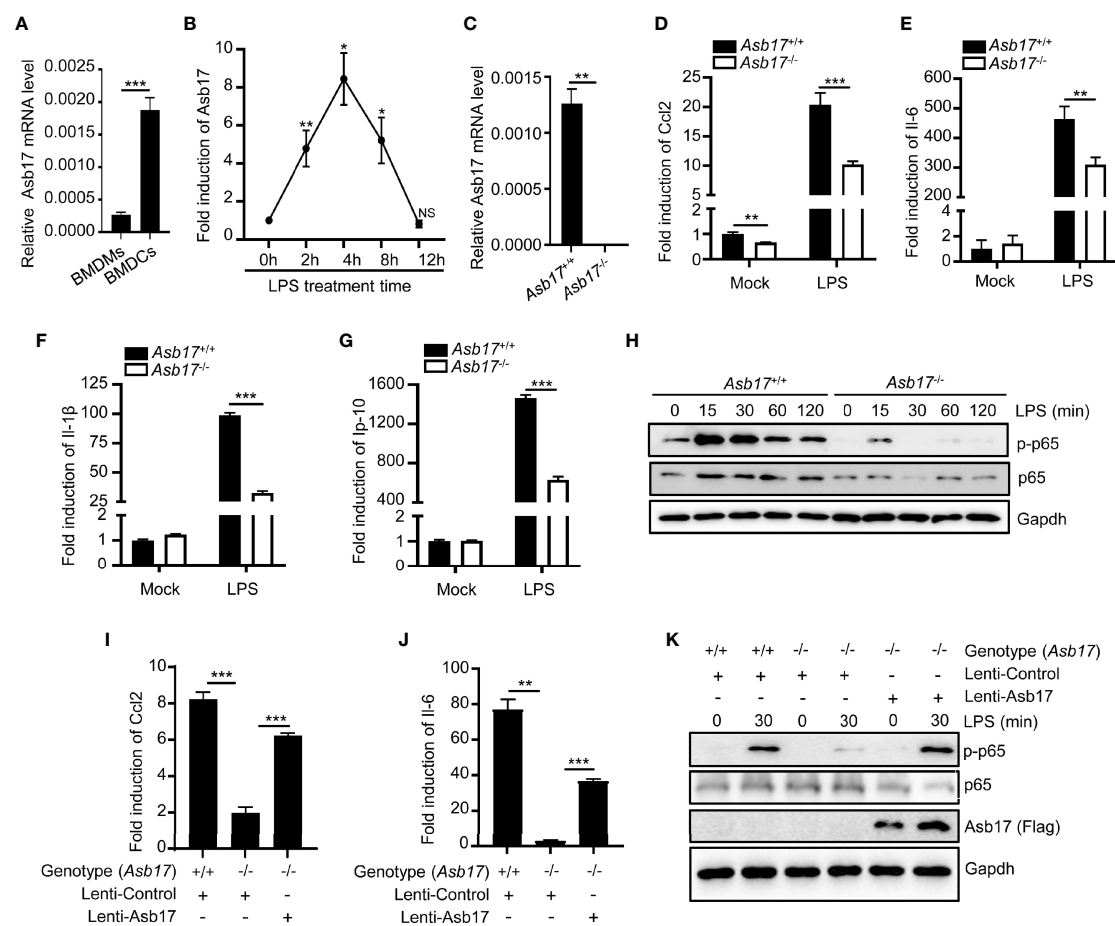 A
Relative Asb17 mRNA level
0.0025
0.0020
0.0015
0.0010
0.0005
0.0000
***
BMDMs
BMDCs
B
Fold induction of Asb17
10
8
6
4
2
0
**
*
*
NS
0h 2h 4h 8h 12h
LPS treatment time
C
Relative Asb17 mRNA level
0.0015
0.0010
0.0005
0.0000
**
Asb17+/+
Asb17-/-
D
Asb17+/+
Asb17-/-
Fold induction of Ccl2
25
20
15
10
5
2
1
0
**
***
Mock LPS
E
Asb17+/+
Asb17-/-
Fold induction of Il-6
600
500
400
300
200
4
2
0
**
Mock LPS
F
Asb17+/+
Asb17-/-
Fold induction of Il-1β
125
100
75
50
25
2
1
0
***
Mock LPS
G
Asb17+/+
Asb17-/-
Fold induction of Ip-10
1600
1200
800
400
2
1
0
***
Mock LPS
H
Asb17+/+ Asb17-/-
0 15 30 60 120 0 15 30 60 120 LPS (min)
p-p65
p65
Gapdh
I
Fold induction of Ccl2
10
8
6
4
2
0
***
***
Genotype (Asb17) +/+ -/- -/-
Lenti-Control + + -
Lenti-Asb17 - - +
J
Fold induction of Il-6
100
80
60
40
20
0
**
***
Genotype (Asb17) +/+ -/- -/-
Lenti-Control + + -
Lenti-Asb17 - - +
K
+/+ +/+ -/- -/- -/- -/- Genotype (Asb17)
+ + + + - - Lenti-Control
- - - - + + Lenti-Asb17
0 30 0 30 0 30 LPS (min)
p-p65
p65
Asb17 (Flag)
Gapdh